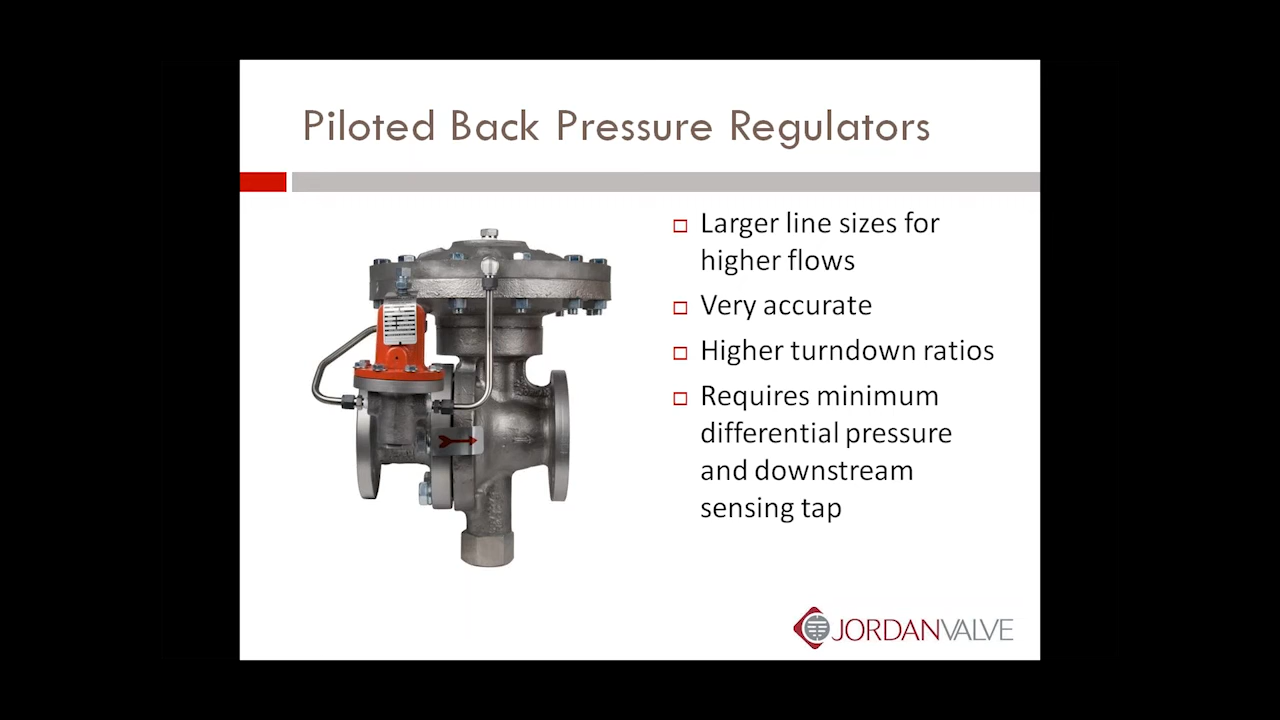 Piloted Back Pressure Regulators
Larger line sizes for
higher flows
Very accurate
Higher turndown ratios
Requires minimum
differential pressure
and downstream
sensing tap
JORDANVALVE